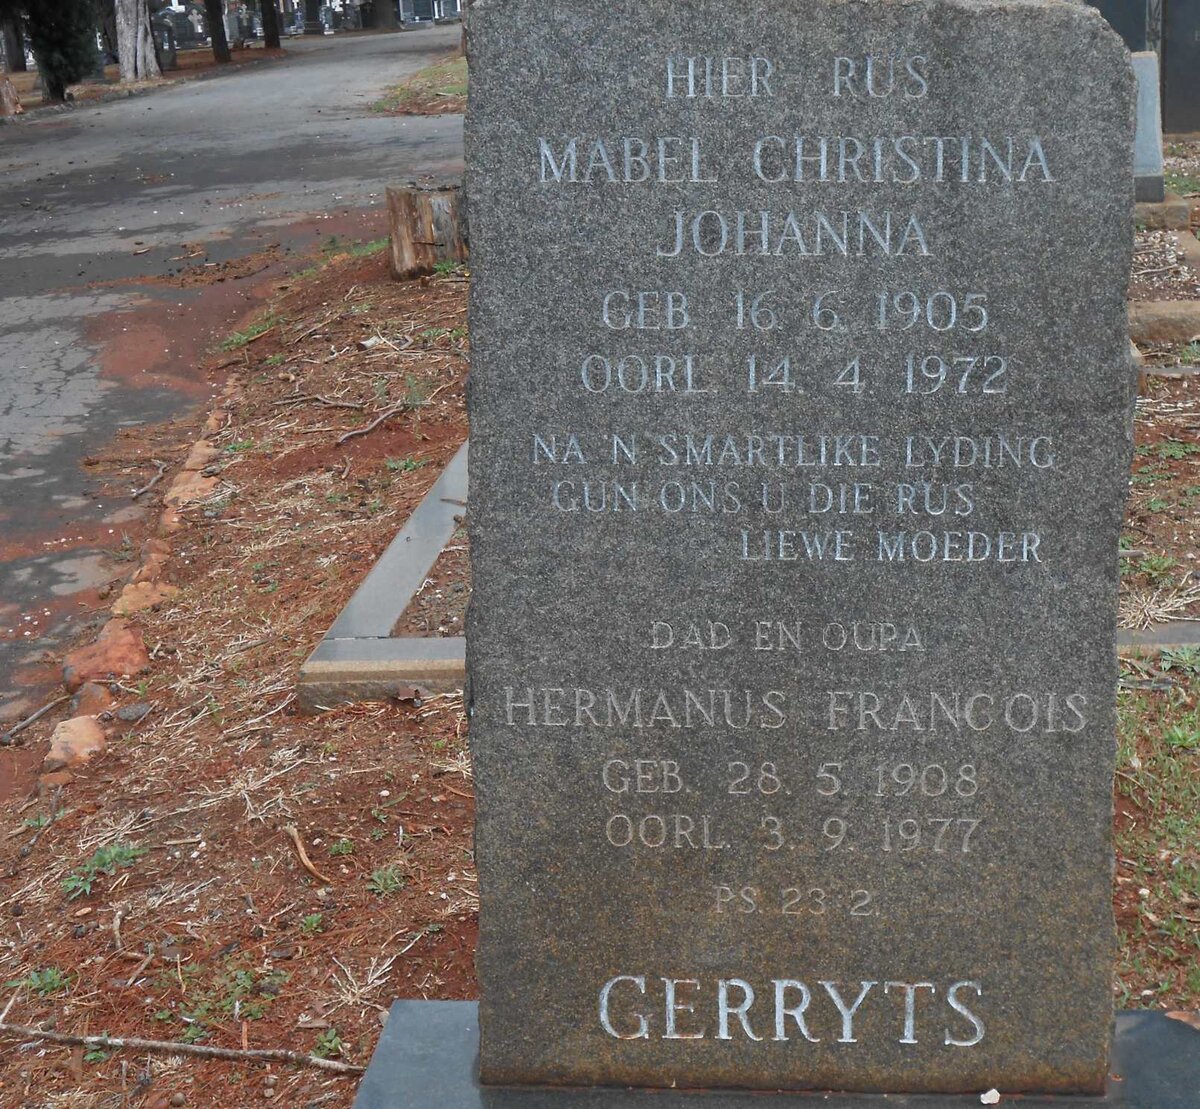 HIER RUS
MABEL CHRISTINA
JOHANNA
GEB. 16. 6. 1905
OORL. 14. 4. 1972
NA 'N SMARTLIKE LYDING
GUN ONS U DIE RUS
LIEWE MOEDER
DAD EN OUPA
HERMANUS FRANCOIS
GEB. 28. 5. 1908
OORL. 3. 9. 1977
PS. 23 2.
GERRYTS